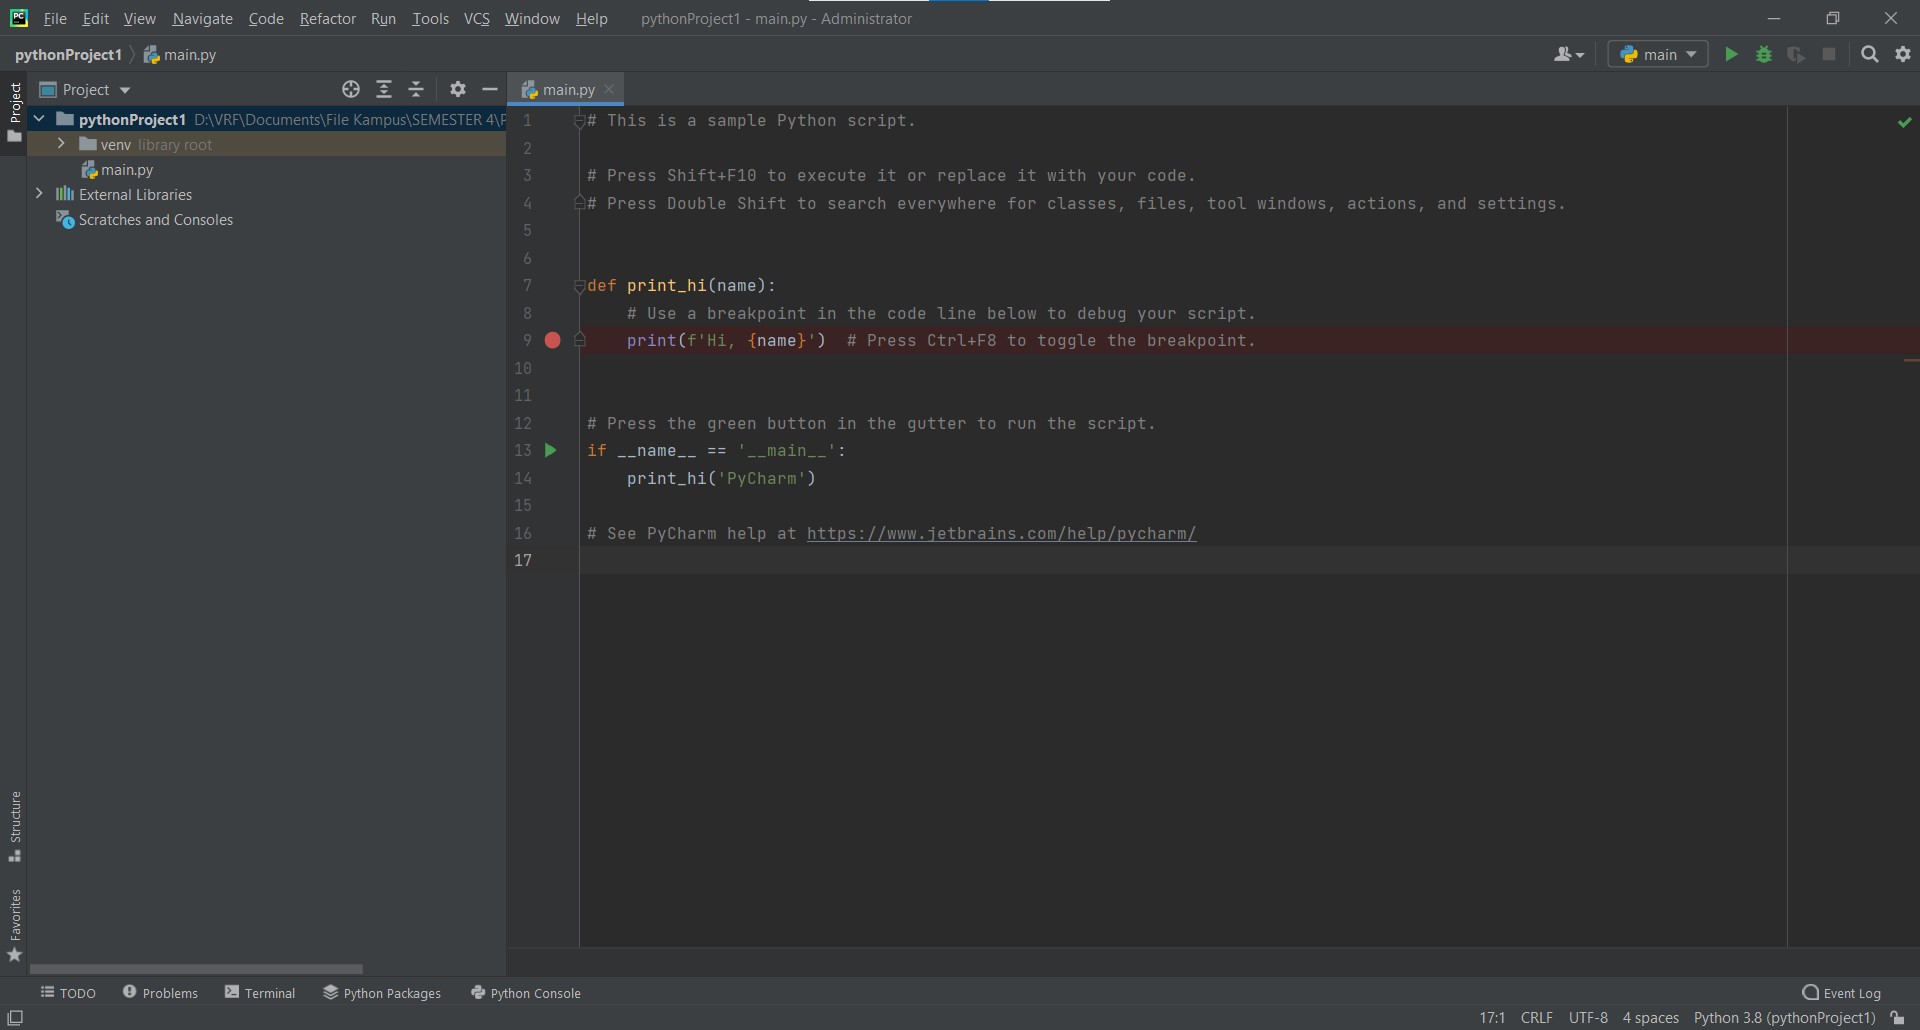 PC File Edit View Navigate Code Refactor Run Tools VCS Window Help pythonProject1 - main.py - Administrator
pythonProject1 main.py main
Project
Project
main.py
pythonProject1 D:\VRF\Documents\File Kampus\SEMESTER 4\P
venv library root
main.py
External Libraries
Scratches and Consoles
1 # This is a sample Python script.
2
3 # Press Shift+F10 to execute it or replace it with your code.
4 # Press Double Shift to search everywhere for classes, files, tool windows, actions, and settings.
5
6
7 def print_hi(name):
8 # Use a breakpoint in the code line below to debug your script.
9 print(f'Hi, {name}') # Press Ctrl+F8 to toggle the breakpoint.
10
11
12 # Press the green button in the gutter to run the script.
13 if __name__ == '__main__':
14 print_hi('PyCharm')
15
16 # See PyCharm help at https://www.jetbrains.com/help/pycharm/
17
Structure
Favorites
TODO Problems Terminal Python Packages Python Console Event Log
17:1 CRLF UTF-8 4 spaces Python 3.8 (pythonProject1)